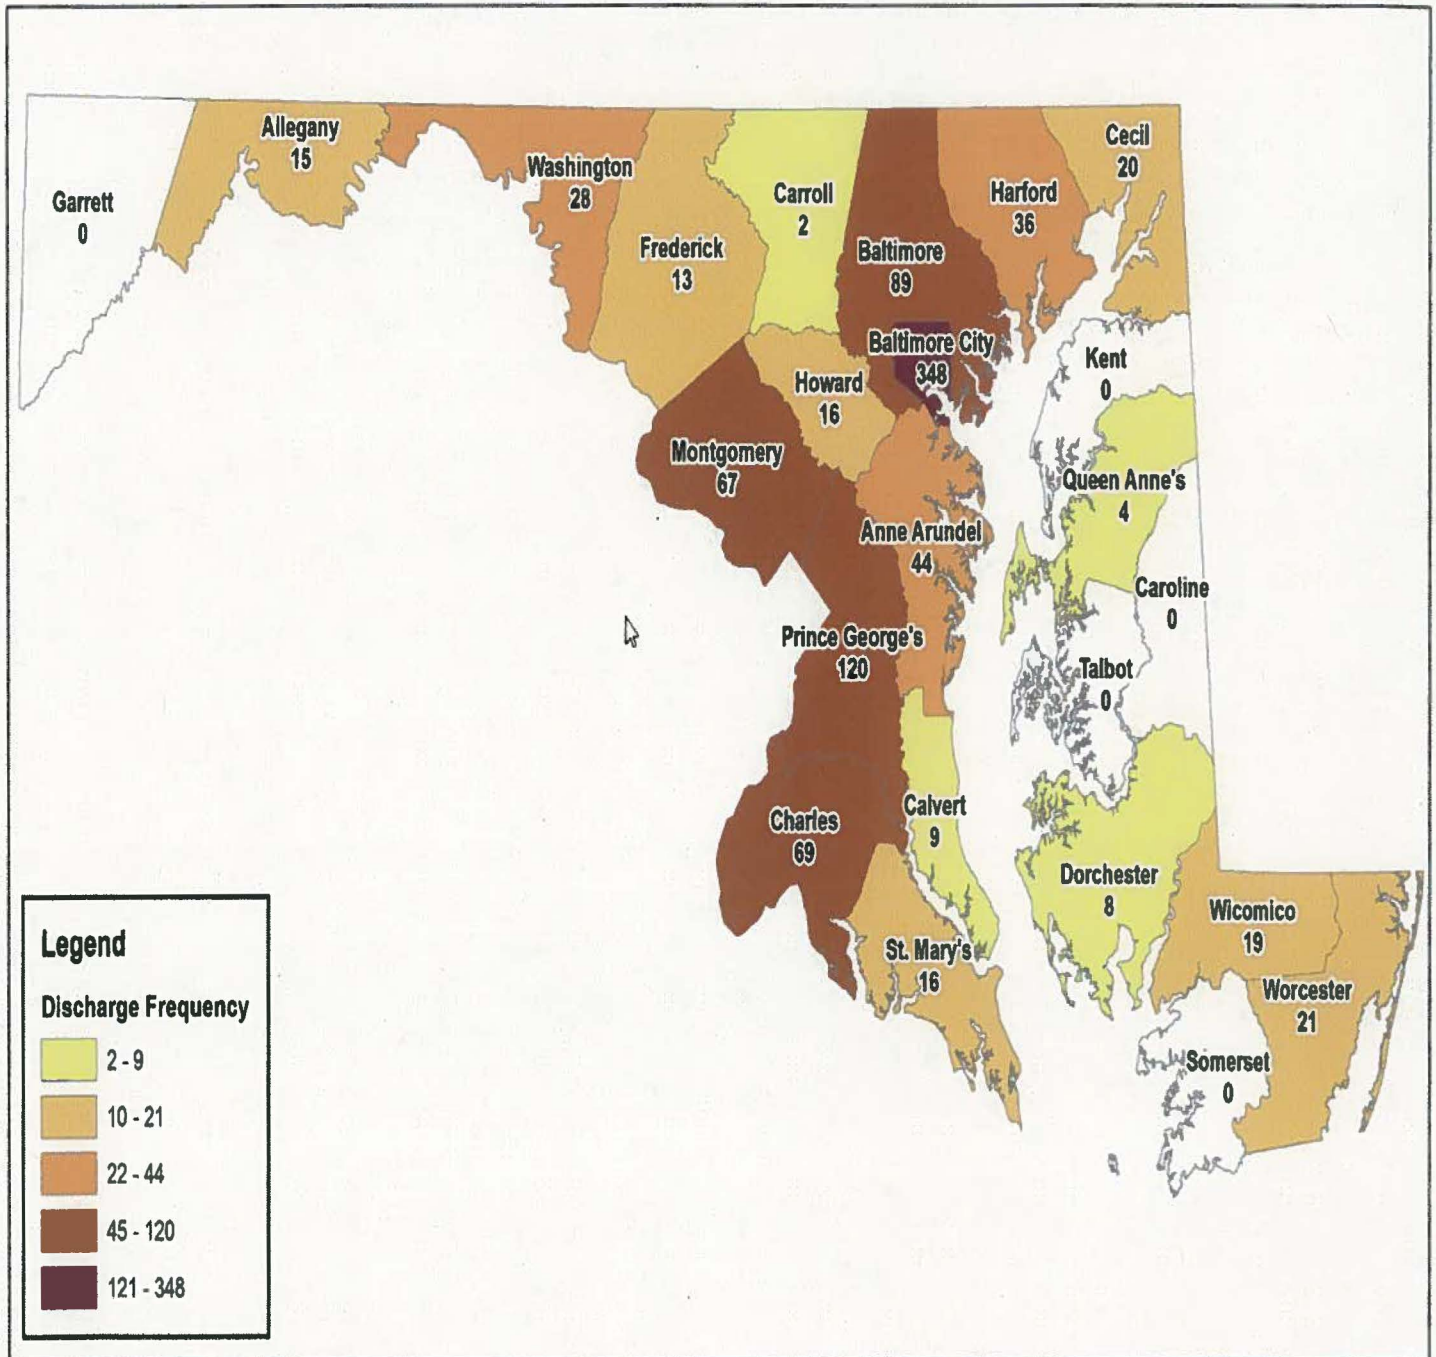 Allegany
15
Garrett
0
Washington
28
Frederick
13
Carroll
2
Baltimore
89
Harford
36
Cecil
20
Baltimore City
348
Howard
16
Kent
0
Montgomery
67
Queen Anne's
4
Anne Arundel
44
Caroline
0
Prince George's
120
Talbot
0
Charles
69
Calvert
9
Dorchester
8
Wicomico
19
St. Mary's
16
Worcester
21
Somerset
0
Legend
Discharge Frequency
2 - 9
10 - 21
22 - 44
45 - 120
121 - 348